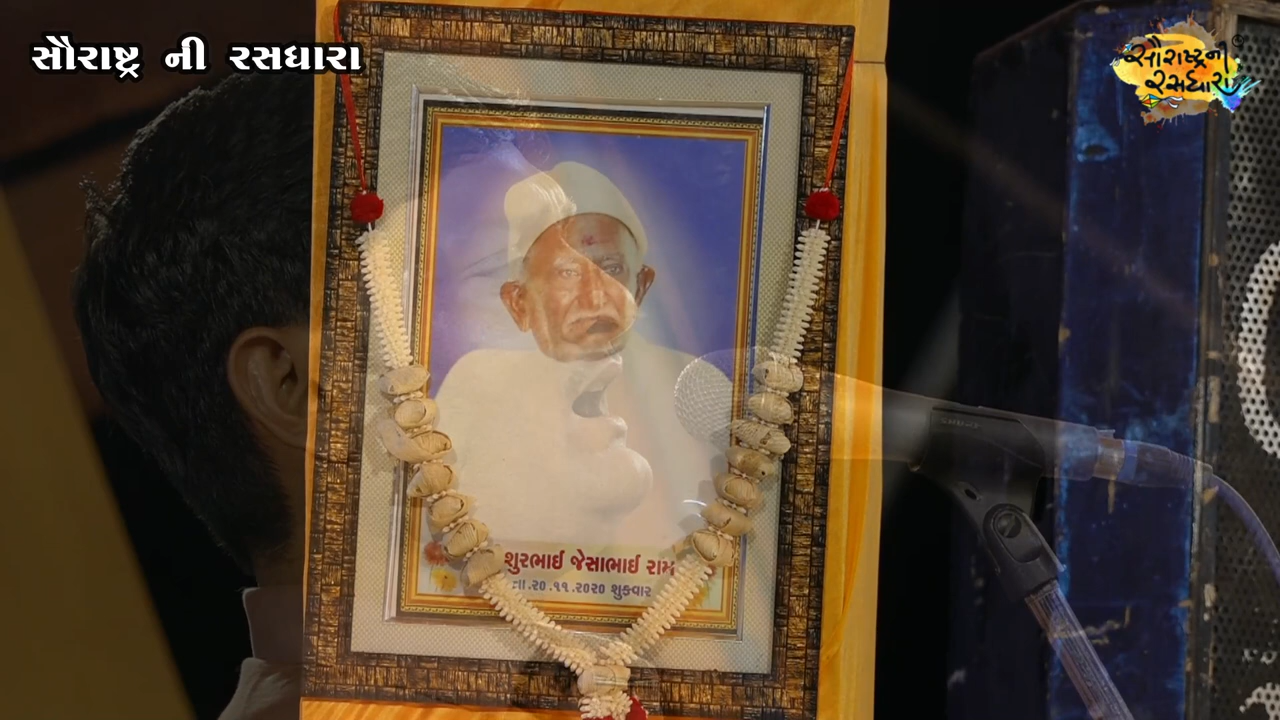 સૌરાષ્ટ્ર ની રસધારા
સૌરાષ્ટ્રની
રસધારા
શુરભાઈ જેસાભાઈ રામ
તા.૨૦.૧૧.૨૦૨૦ શુક્રવાર